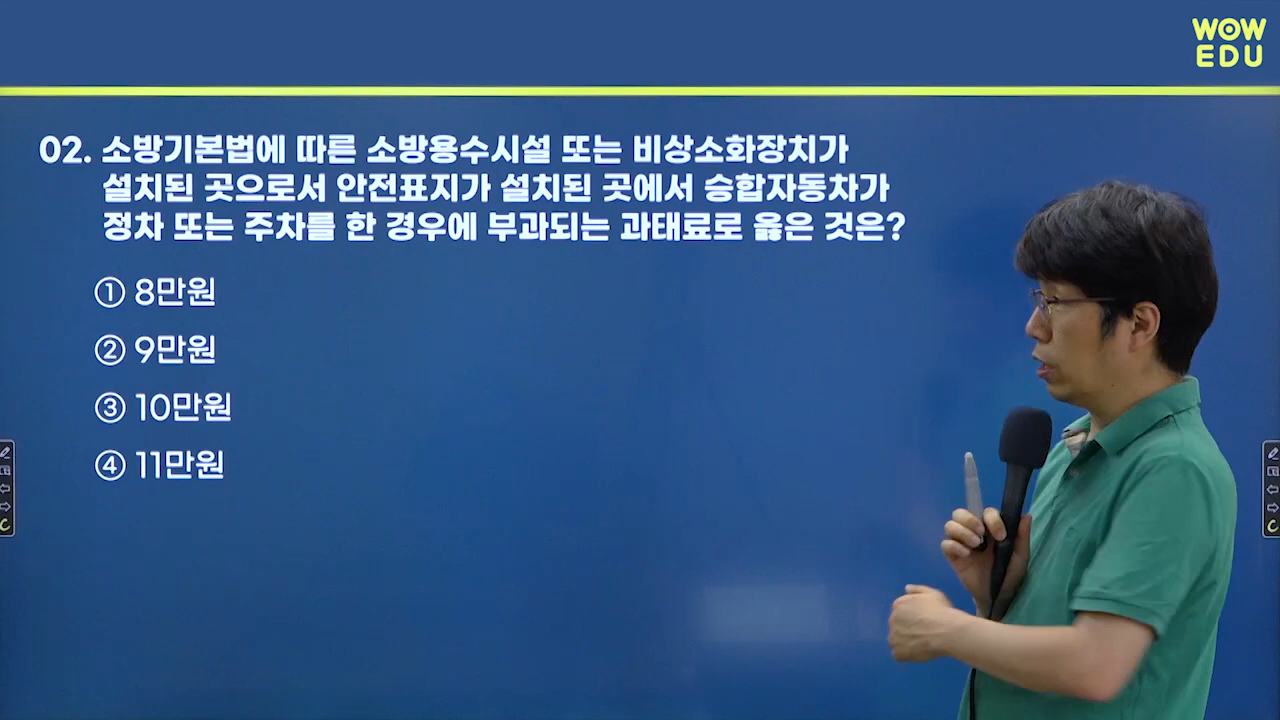 WOW
EDU
02. 소방기본법에 따른 소방용수시설 또는 비상소화장치가
설치된 곳으로서 안전표지가 설치된 곳에서 승합자동차가
정차 또는 주차를 한 경우에 부과되는 과태료로 옳은 것은?
① 8만원
② 9만원
③ 10만원
④ 11만원